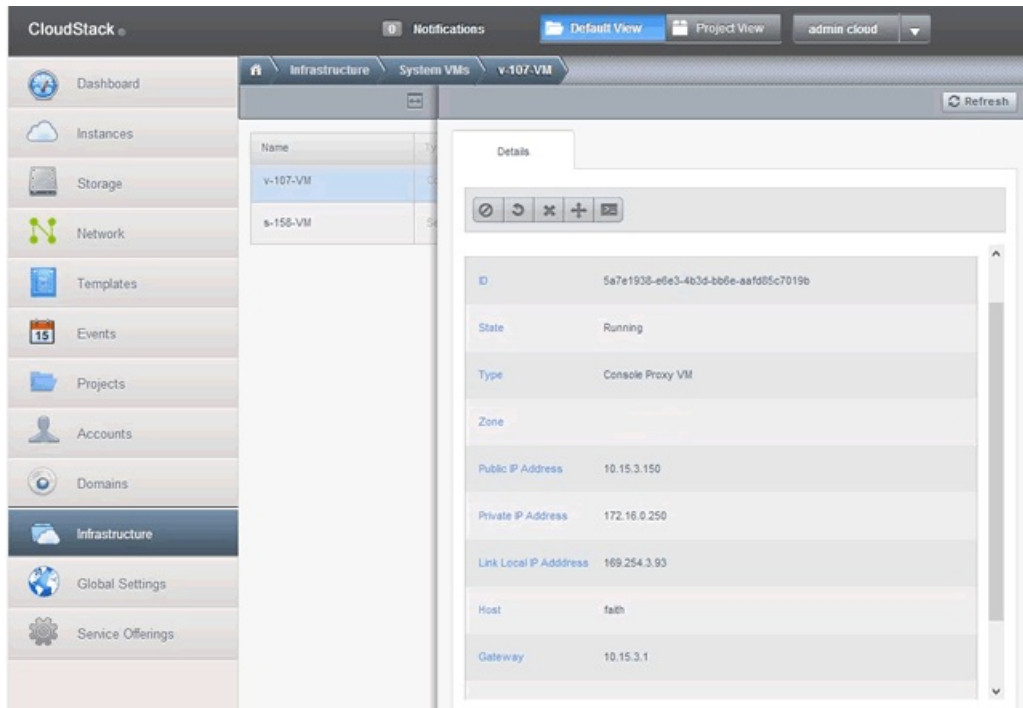 CloudStack
0 Notifications
Default View
Project View
admin cloud
Dashboard
Instances
Storage
Network
Templates
15 Events
Projects
Accounts
Domains
Infrastructure
Global Settings
Service Offerings
Infrastructure
System VMs
v-107-VM
Refresh
Name
Ty
v-107-VM
Co
s-158-VM
Se
Details
ID 5a7e1938-e6e3-4b3d-bb6e-aafd85c7019b
State Running
Type Console Proxy VM
Zone
Public IP Address 10.15.3.150
Private IP Address 172.16.0.250
Link Local IP Adddress 169.254.3.93
Host faith
Gateway 10.15.3.1